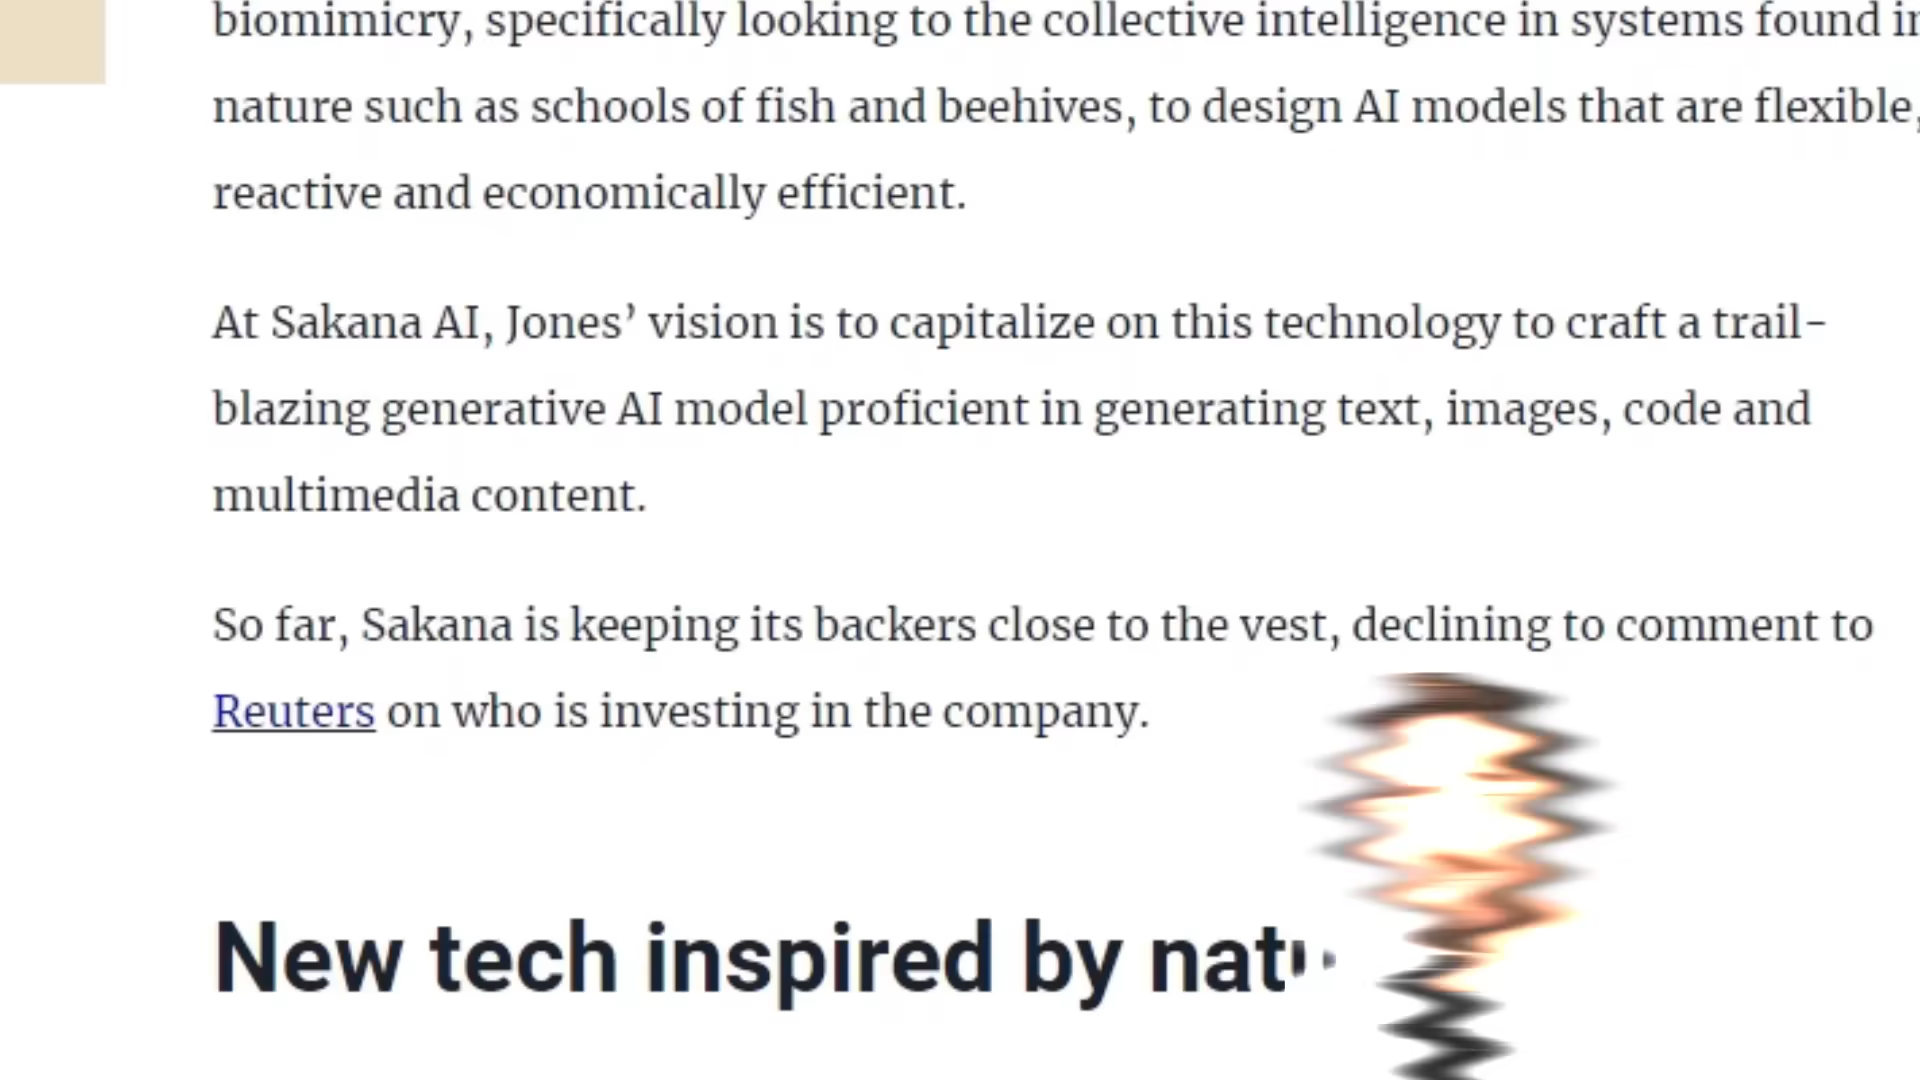 biomimicry, specifically looking to the collective intelligence in systems found in
nature such as schools of fish and beehives, to design AI models that are flexible,
reactive and economically efficient.
At Sakana AI, Jones’ vision is to capitalize on this technology to craft a trail-
blazing generative AI model proficient in generating text, images, code and
multimedia content.
So far, Sakana is keeping its backers close to the vest, declining to comment to
Reuters on who is investing in the company.
New tech inspired by